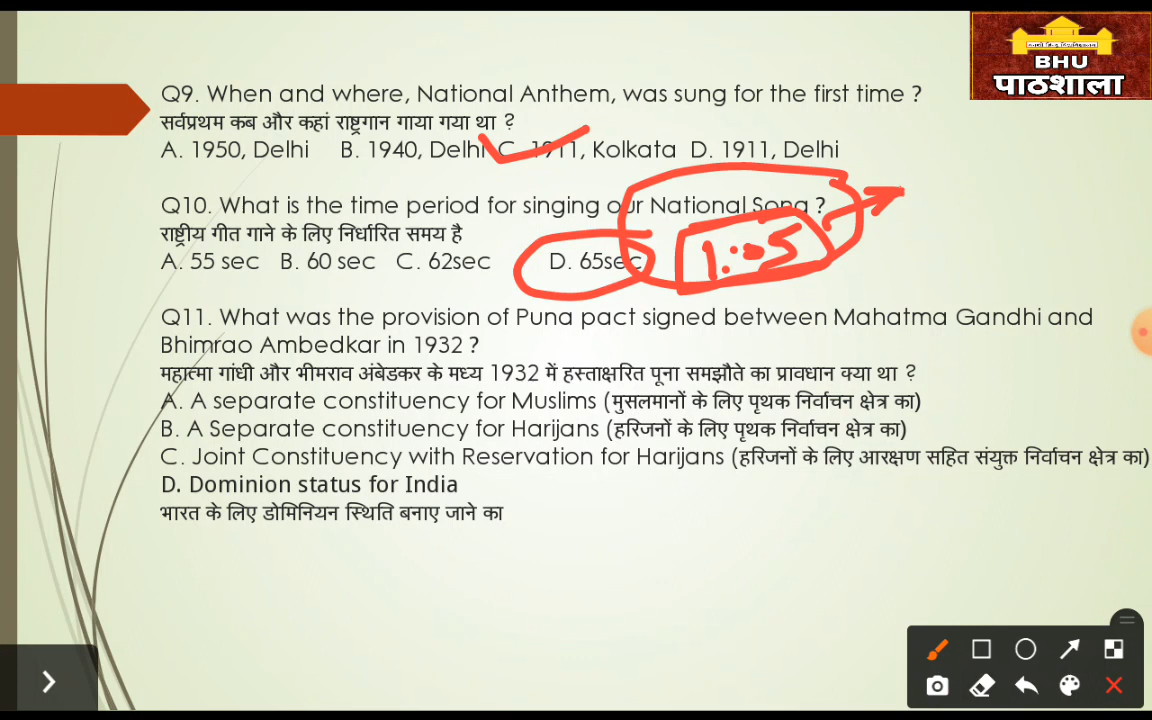 BHU
पाठशाला
Q9. When and where, National Anthem, was sung for the first time ?
सर्वप्रथम कब और कहां राष्ट्रगान गाया गया था ?
A. 1950, Delhi B. 1940, Delhi C. 1911, Kolkata D. 1911, Delhi
Q10. What is the time period for singing our National Song ?
राष्ट्रीय गीत गाने के लिए निर्धारित समय है
A. 55 sec B. 60 sec C. 62sec D. 65sec
Q11. What was the provision of Puna pact signed between Mahatma Gandhi and
Bhimrao Ambedkar in 1932 ?
महात्मा गांधी और भीमराव अंबेडकर के मध्य 1932 में हस्ताक्षरित पूना समझौते का प्रावधान क्या था ?
A. A separate constituency for Muslims (मुसलमानों के लिए पृथक निर्वाचन क्षेत्र का)
B. A Separate constituency for Harijans (हरिजनों के लिए पृथक निर्वाचन क्षेत्र का)
C. Joint Constituency with Reservation for Harijans (हरिजनों के लिए आरक्षण सहित संयुक्त निर्वाचन क्षेत्र का)
D. Dominion status for India
भारत के लिए डोमिनियन स्थिति बनाए जाने का